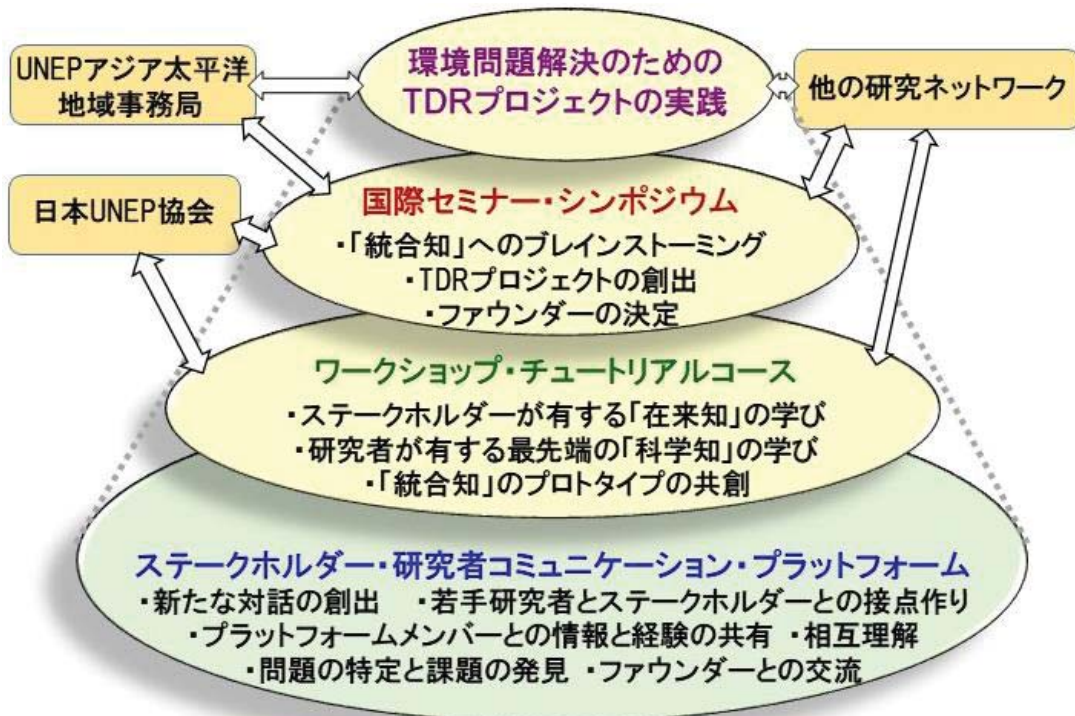 UNEPアジア太平洋
地域事務局
環境問題解決のための
TDRプロジェクトの実践
他の研究ネットワーク
日本UNEP協会
国際セミナー・シンポジウム
・「統合知」へのブレインストーミング
・TDRプロジェクトの創出
・ファウンダーの決定
ワークショップ・チュートリアルコース
・ステークホルダーが有する「在来知」の学び
・研究者が有する最先端の「科学知」の学び
・「統合知」のプロトタイプの共創
ステークホルダー・研究者コミュニケーション・プラットフォーム
・新たな対話の創出　・若手研究者とステークホルダーとの接点作り
・プラットフォームメンバーとの情報と経験の共有　・相互理解
・問題の特定と課題の発見　・ファウンダーとの交流